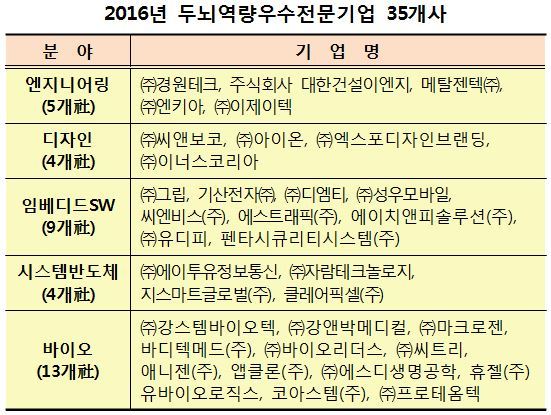 2016년 두뇌역량우수전문기업 35개사
분 야
기 업 명
엔지니어링
(5개社)
㈜경원테크, 주식회사 대한건설이엔지, 메탈젠텍㈜,
㈜엔키아, ㈜이제이텍
디자인
(4개社)
㈜씨앤보코, ㈜아이온, ㈜엑스포디자인브랜딩,
㈜이너스코리아
임베디드SW
(9개社)
㈜그립, 기산전자㈜, ㈜디엠티, ㈜성우모바일,
씨엔비스(주), 에스트래픽(주), 에이치앤피솔루션(주),
㈜유디피, 펜타시큐리티시스템(주)
시스템반도체
(4개社)
㈜에이투유정보통신, ㈜자람테크놀로지,
지스마트글로벌(주), 클레어픽셀(주)
바이오
(13개社)
㈜강스템바이오텍, ㈜강앤박메디컬, ㈜마크로젠,
바디텍메드(주), ㈜바이오리더스, ㈜씨트리,
애니젠(주), 앱클론(주), ㈜에스디생명공학, 휴젤(주)
유바이오로직스, 코아스템(주), ㈜프로테옴텍